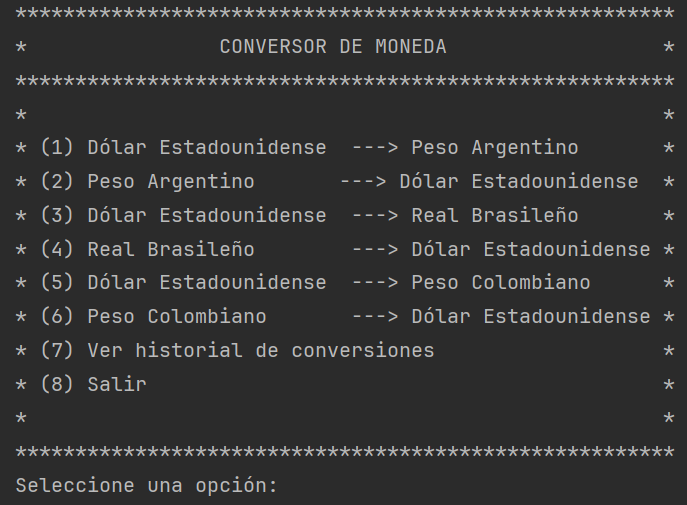 *******************************************************
*                CONVERSOR DE MONEDA                  *
*******************************************************
*                                                     *
* (1) Dólar Estadounidense  ---> Peso Argentino       *
* (2) Peso Argentino       ---> Dólar Estadounidense  *
* (3) Dólar Estadounidense  ---> Real Brasileño       *
* (4) Real Brasileño        ---> Dólar Estadounidense *
* (5) Dólar Estadounidense  ---> Peso Colombiano      *
* (6) Peso Colombiano       ---> Dólar Estadounidense *
* (7) Ver historial de conversiones                   *
* (8) Salir                                           *
*                                                     *
*******************************************************
Seleccione una opción: